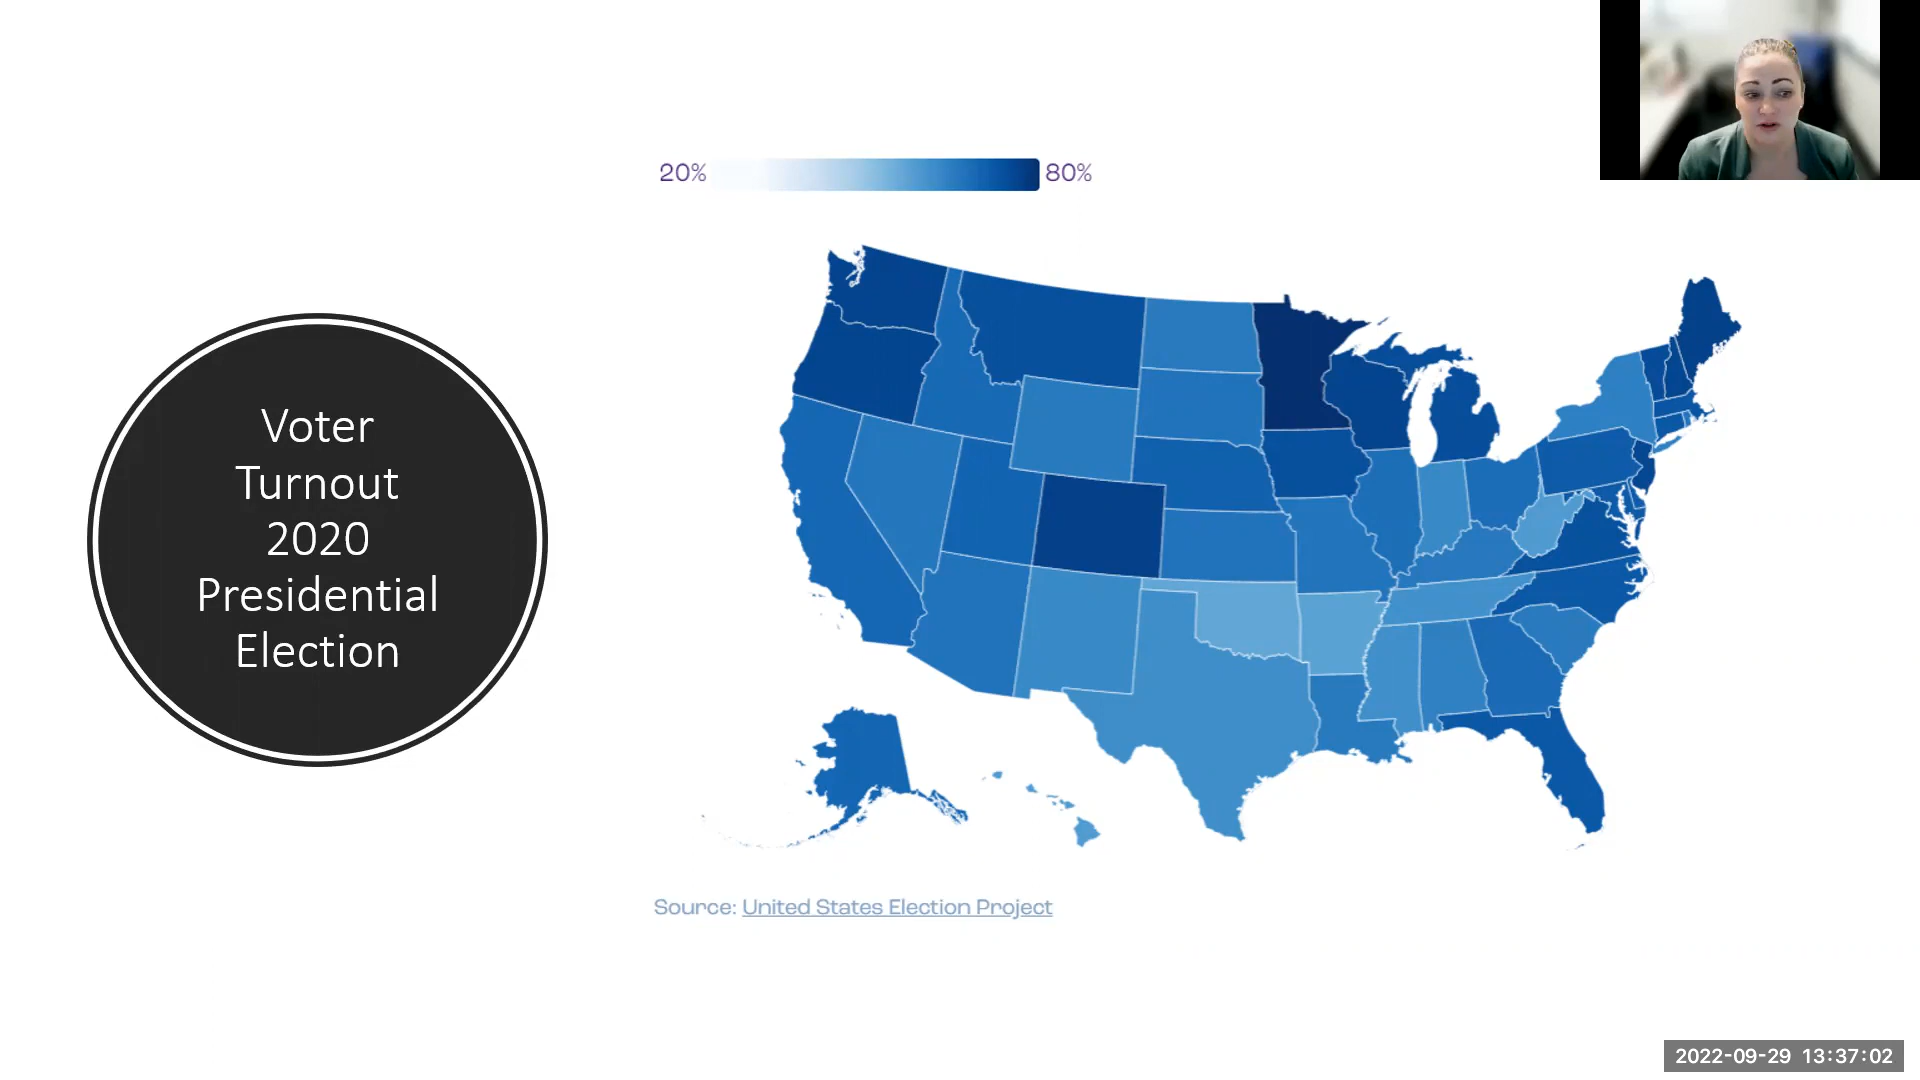 20%
80%
Voter
Turnout
2020
Presidential
Election
Source: United States Election Project
2022-09-29 13:37:02